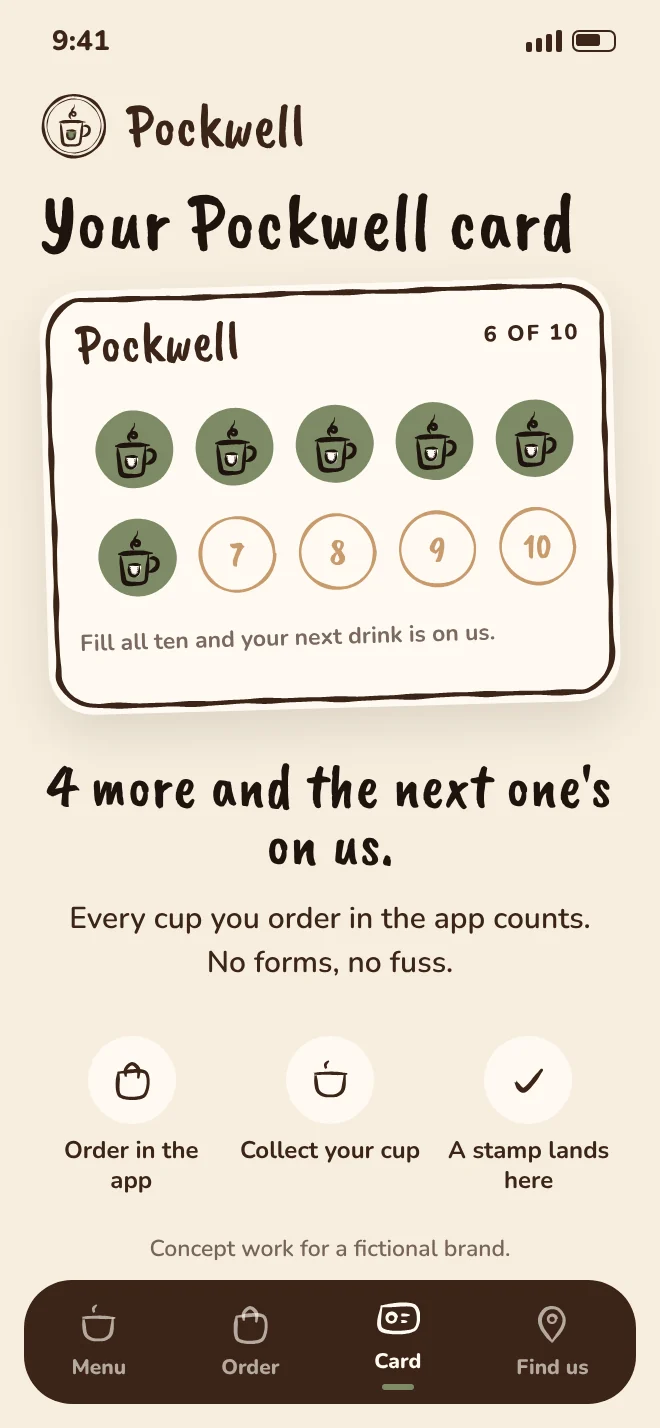 9:41
Pockwell
Your Pockwell card
Pockwell
6 OF 10
7 8 9 10
Fill all ten and your next drink is on us.
4 more and the next one's
on us.
Every cup you order in the app counts.
No forms, no fuss.
Order in the
app
Collect your cup
A stamp lands
here
Concept work for a fictional brand.
Menu
Order
Card
Find us